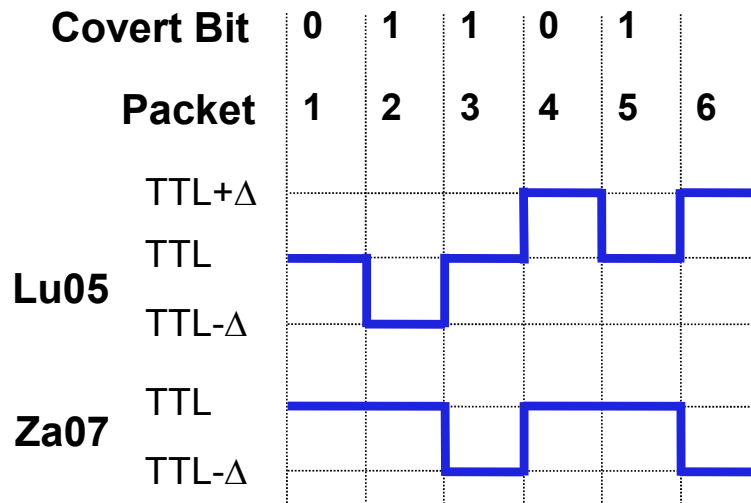 Covert Bit 0 1 1 0 1
Packet 1 2 3 4 5 6
TTL+Δ
TTL
Lu05
TTL-Δ
TTL
Za07
TTL-Δ